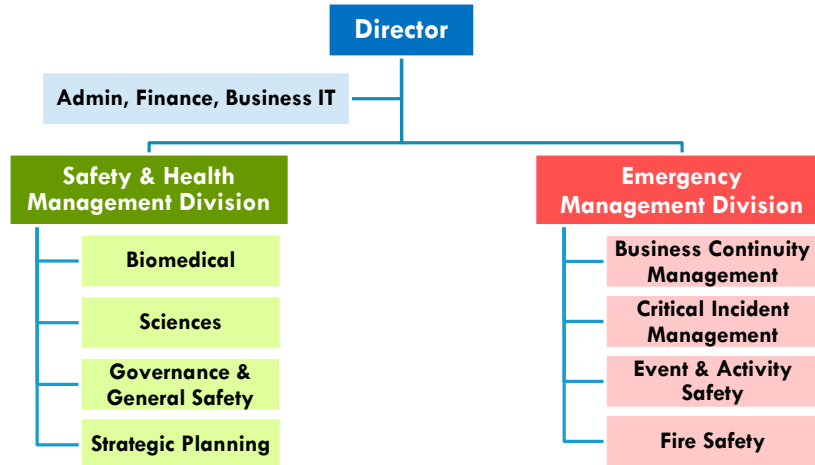 Director
Admin, Finance, Business IT
Safety & Health
Management Division
Biomedical
Sciences
Governance &
General Safety
Strategic Planning
Emergency
Management Division
Business Continuity
Management
Critical Incident
Management
Event & Activity
Safety
Fire Safety